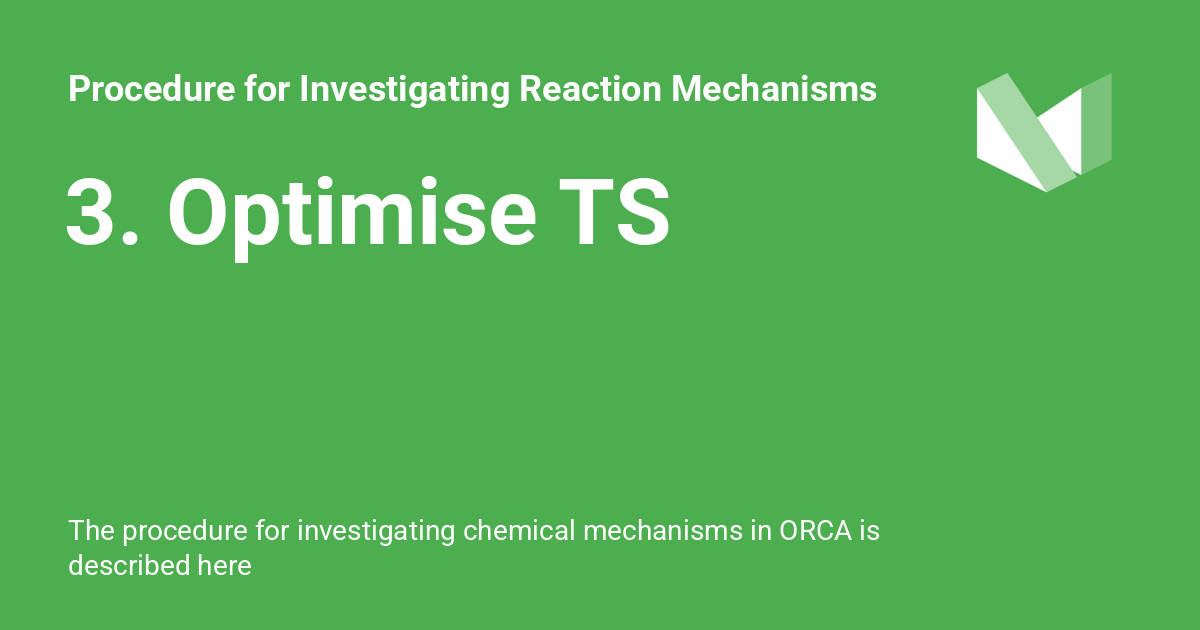 Procedure for Investigating Reaction Mechanisms
3. Optimise TS
The procedure for investigating chemical mechanisms in ORCA is
described here